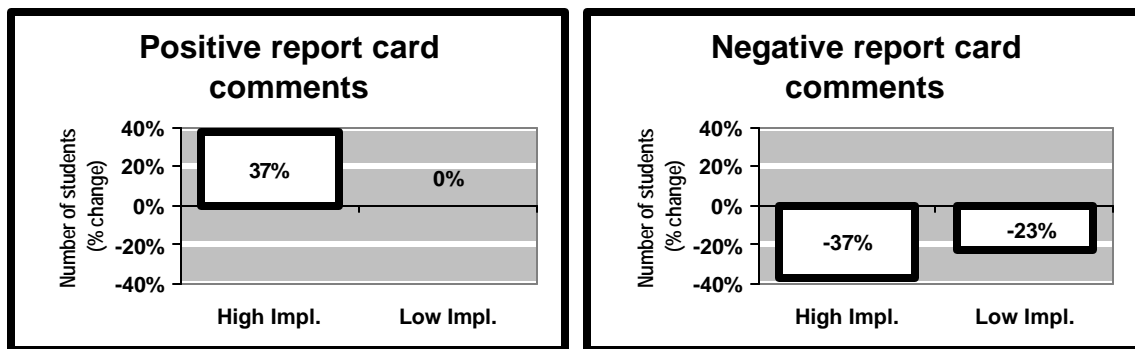 Positive report card
comments
Number of students
(% change)
40%
20%
0%
-20%
-40%
37%
0%
High Impl.
Low Impl.
Negative report card
comments
Number of students
(% change)
40%
20%
0%
-20%
-40%
-37%
-23%
High Impl.
Low Impl.